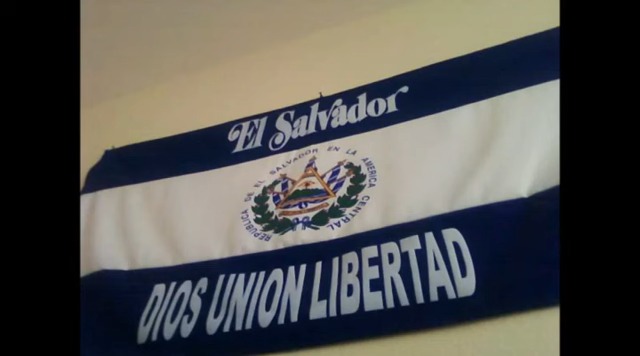 El Salvador
REPUBLICA DE EL SALVADOR EN LA AMERICA CENTRAL
DIOS UNION LIBERTAD